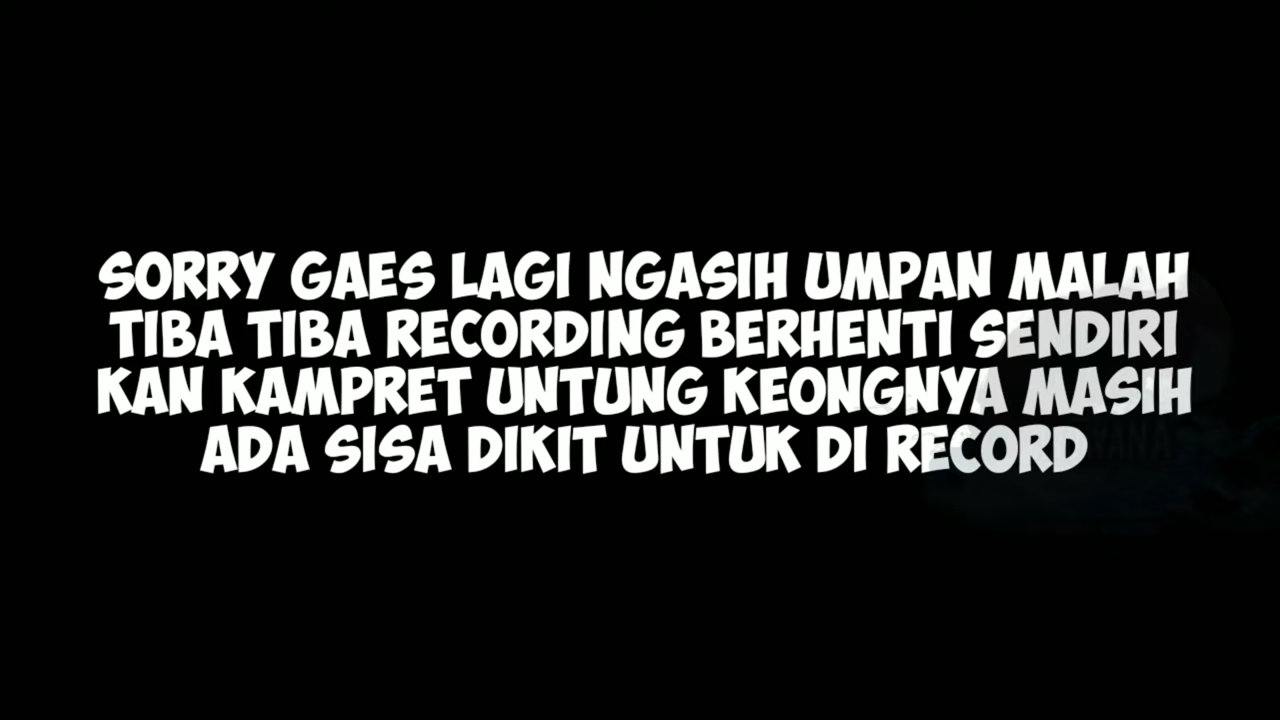 SORRY GAES LAGI NGASIH UMPAN MALAH
TIBA TIBA RECORDING BERHENTI SENDIRI
KAN KAMPRET UNTUNG KEONGNYA MASIH
ADA SISA DIKIT UNTUK DI RECORD